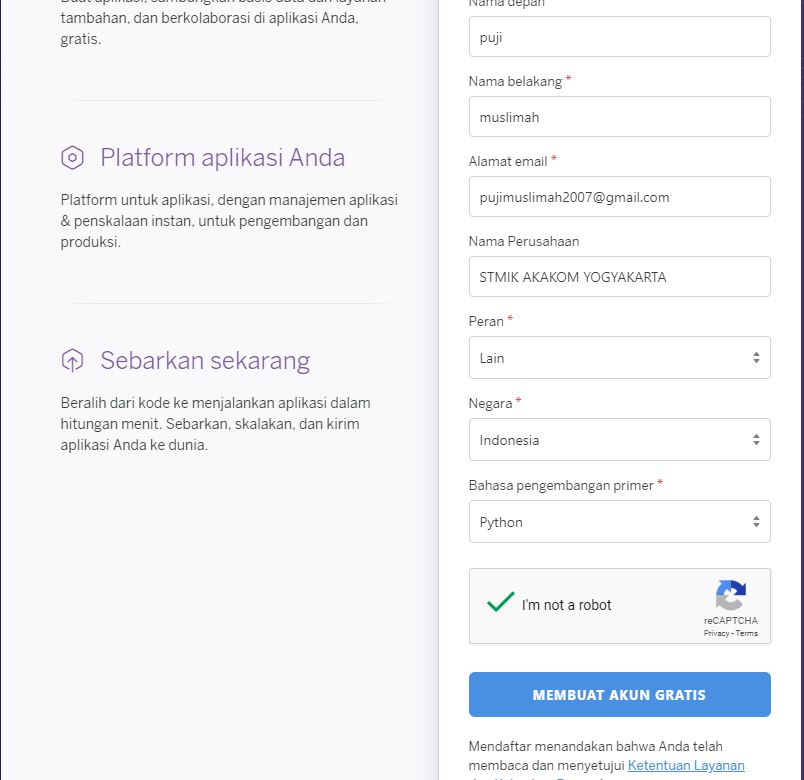 tambahan, dan berkolaborasi di aplikasi Anda,
gratis.
Platform aplikasi Anda
Platform untuk aplikasi, dengan manajemen aplikasi
& penskalaan instan, untuk pengembangan dan
produksi.
Sebarkan sekarang
Beralih dari kode ke menjalankan aplikasi dalam
hitungan menit. Sebarkan, skalakan, dan kirim
aplikasi Anda ke dunia.
Nama depan
puji
Nama belakang *
muslimah
Alamat email *
pujimuslimah2007@gmail.com
Nama Perusahaan
STMIK AKAKOM YOGYAKARTA
Peran *
Lain
Negara *
Indonesia
Bahasa pengembangan primer *
Python
I'm not a robot
reCAPTCHA
Privacy - Terms
MEMBUAT AKUN GRATIS
Mendaftar menandakan bahwa Anda telah
membaca dan menyetujui Ketentuan Layanan